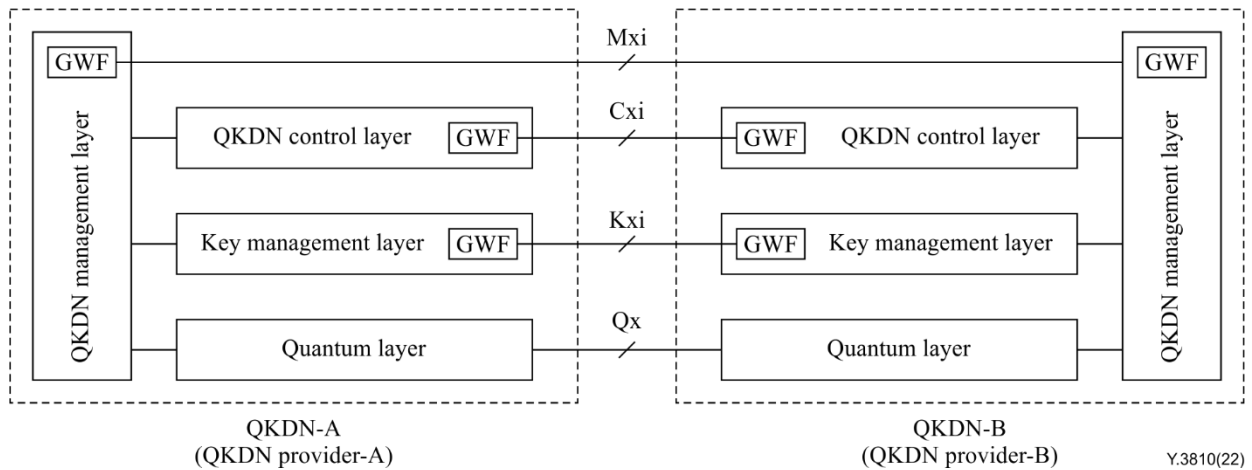 Mxi
GWF
GWF
Cxi
QKDN control layer
GWF
GWF
QKDN control layer
QKDN management layer
QKDN management layer
Kxi
Key management layer
GWF
GWF
Key management layer
Qx
Quantum layer
Quantum layer
QKDN-A
(QKDN provider-A)
QKDN-B
(QKDN provider-B)
Y.3810(22)